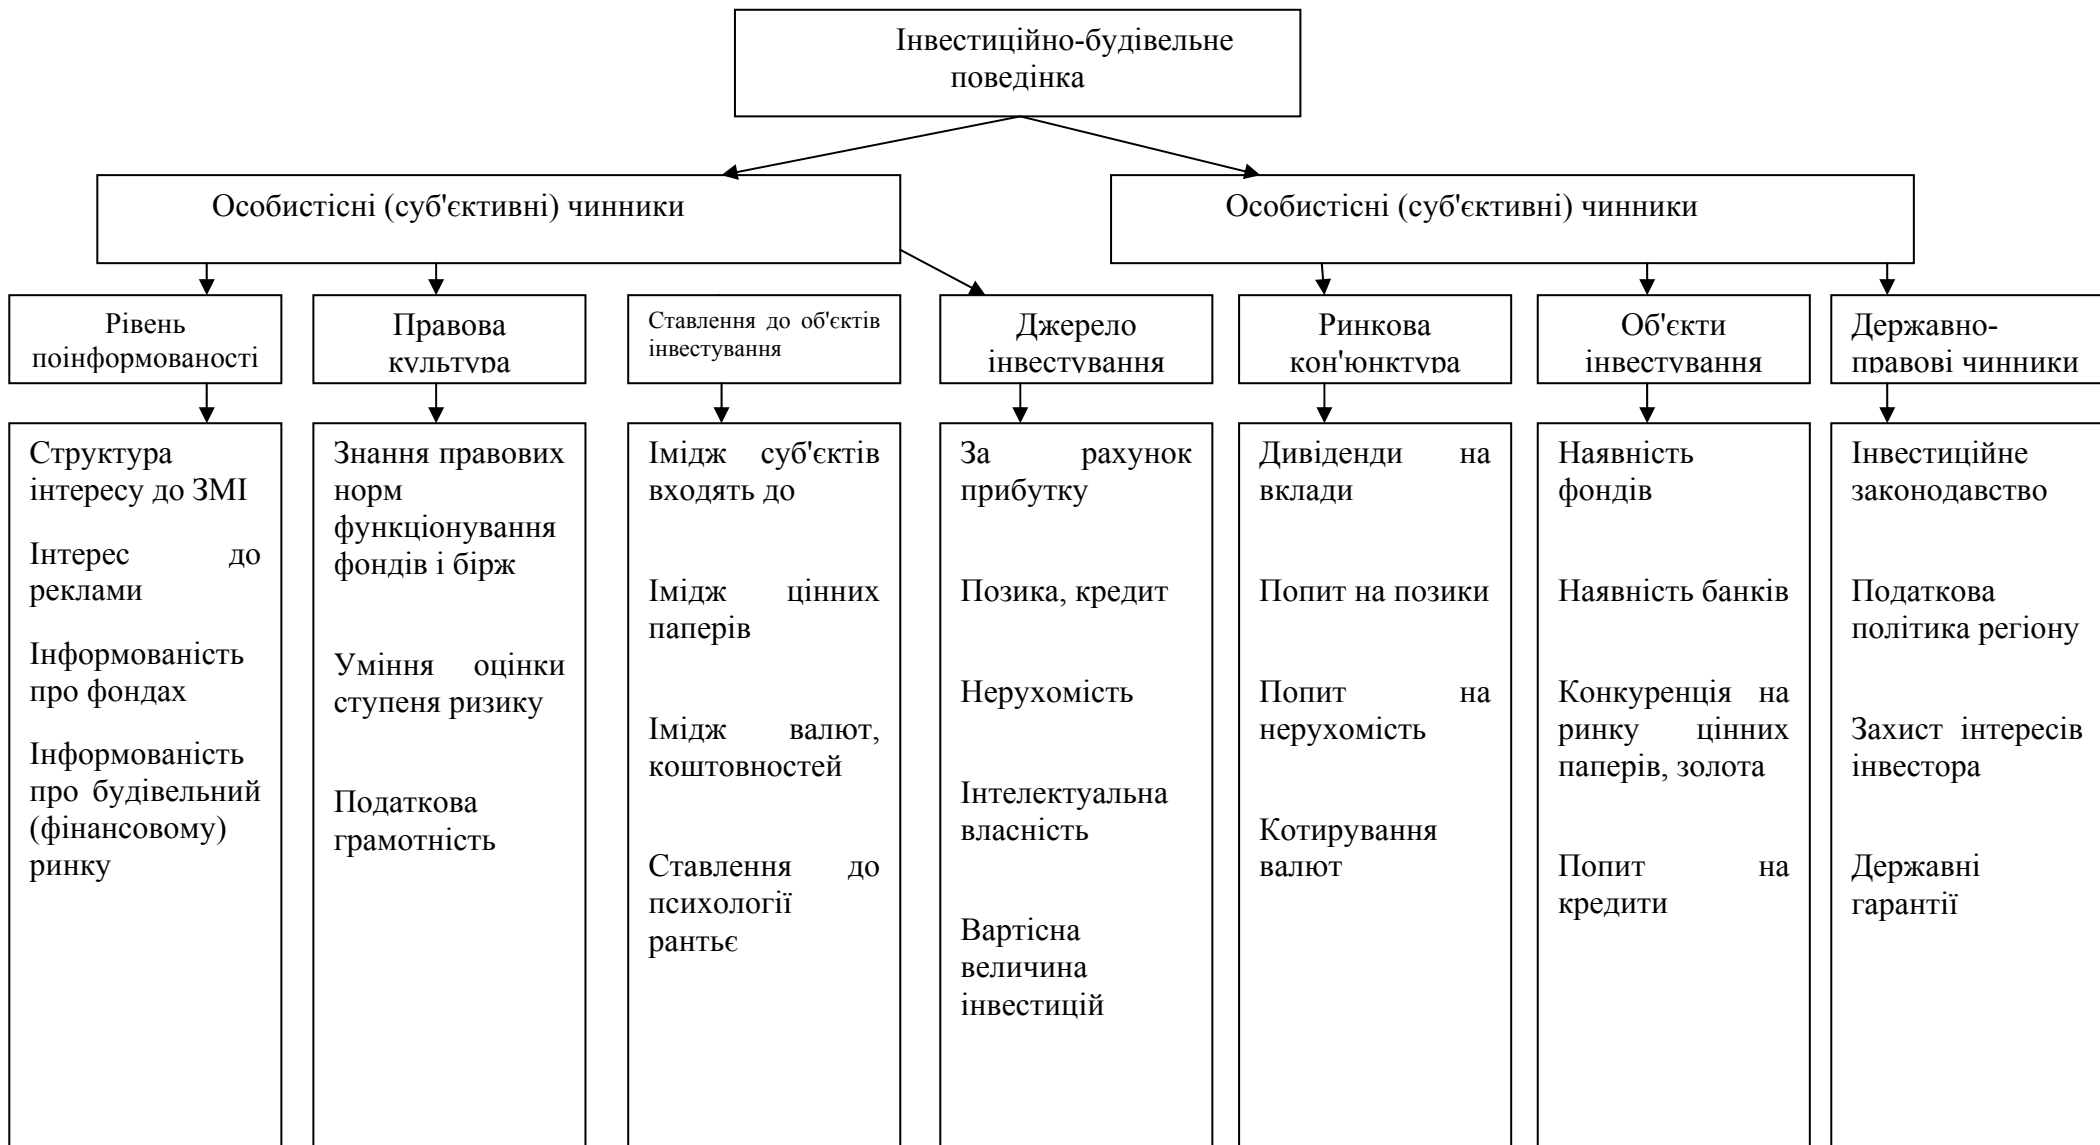 Інвестиційно-будівельне
поведінка
Особистісні (суб'єктивні) чинники
Особистісні (суб'єктивні) чинники
Рівень
поінформованості
Правова
культура
Ставлення до об'єктів
інвестування
Джерело
інвестування
Ринкова
кон'юнктура
Об'єкти
інвестування
Державно-
правові чинники
Структура
інтересу до ЗМІ
Інтерес до
реклами
Інформованість
про фондах
Інформованість
про будівельний
(фінансовому)
ринку
Знання правових
норм
функціонування
фондів і бірж
Уміння оцінки
ступеня ризику
Податкова
грамотність
Імідж суб'єктів
входять до
Імідж цінних
паперів
Імідж валют,
коштовностей
Ставлення до
психології
рантьє
За рахунок
прибутку
Позика, кредит
Нерухомість
Інтелектуальна
власність
Вартісна
величина
інвестицій
Дивіденди на
вклади
Попит на позики
Попит на
нерухомість
Котирування
валют
Наявність
фондів
Наявність банків
Конкуренція на
ринку цінних
паперів, золота
Попит на
кредити
Інвестиційне
законодавство
Податкова
політика регіону
Захист інтересів
інвестора
Державні
гарантії